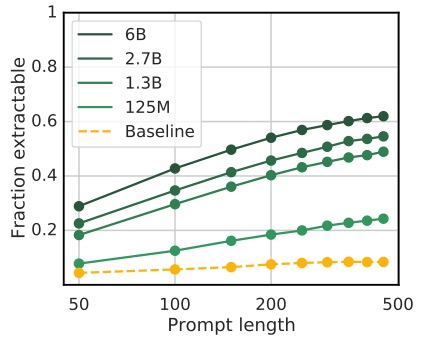 1
0.8
0.6
0.4
0.2
Fraction extractable
6B
2.7B
1.3B
125M
Baseline
50 100 200 500
Prompt length